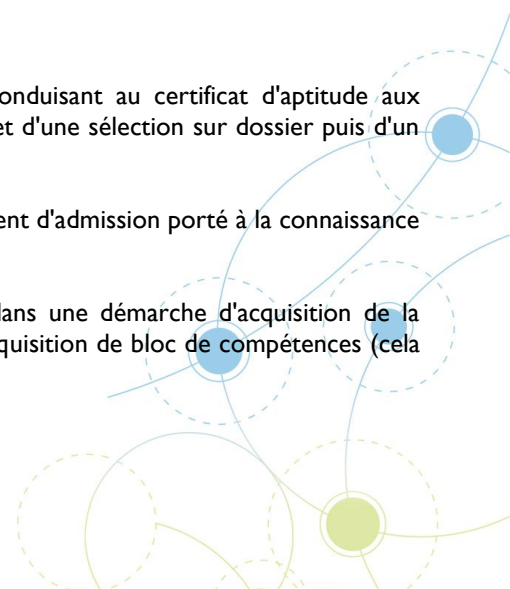 onduisant au certificat d'aptitude aux
et d'une sélection sur dossier puis d'un
ent d'admission porté à la connaissance
dans une démarche d'acquisition de la
quisition de bloc de compétences (cela